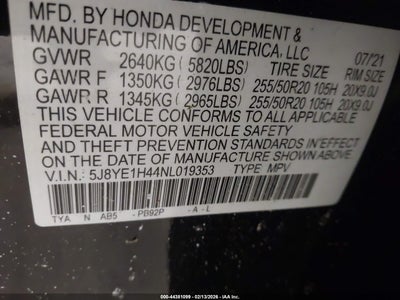 MFD. BY HONDA DEVELOPMENT &
MANUFACTURING OF AMERICA, LLC 07/21
GVWR 2640KG (5820LBS) TIRE SIZE RIM SIZE
GAWR F 1350KG (2976LBS) 255/50R20 105H 20X9.0J
GAWR R 1345KG (2965LBS) 255/50R20 105H 20X9.0J
THIS VEHICLE CONFORMS TO ALL APPLICABLE
FEDERAL MOTOR VEHICLE SAFETY
AND THEFT PREVENTION STANDARDS IN EFFECT
ON THE DATE OF MANUFACTURE SHOWN ABOVE.
V.I.N.: 5J8YE1H44NL019353 TYPE: MPV
TYA N AB5 -PB92P -A-L
000-44381099 - 02/13/2026 - IAA Inc.